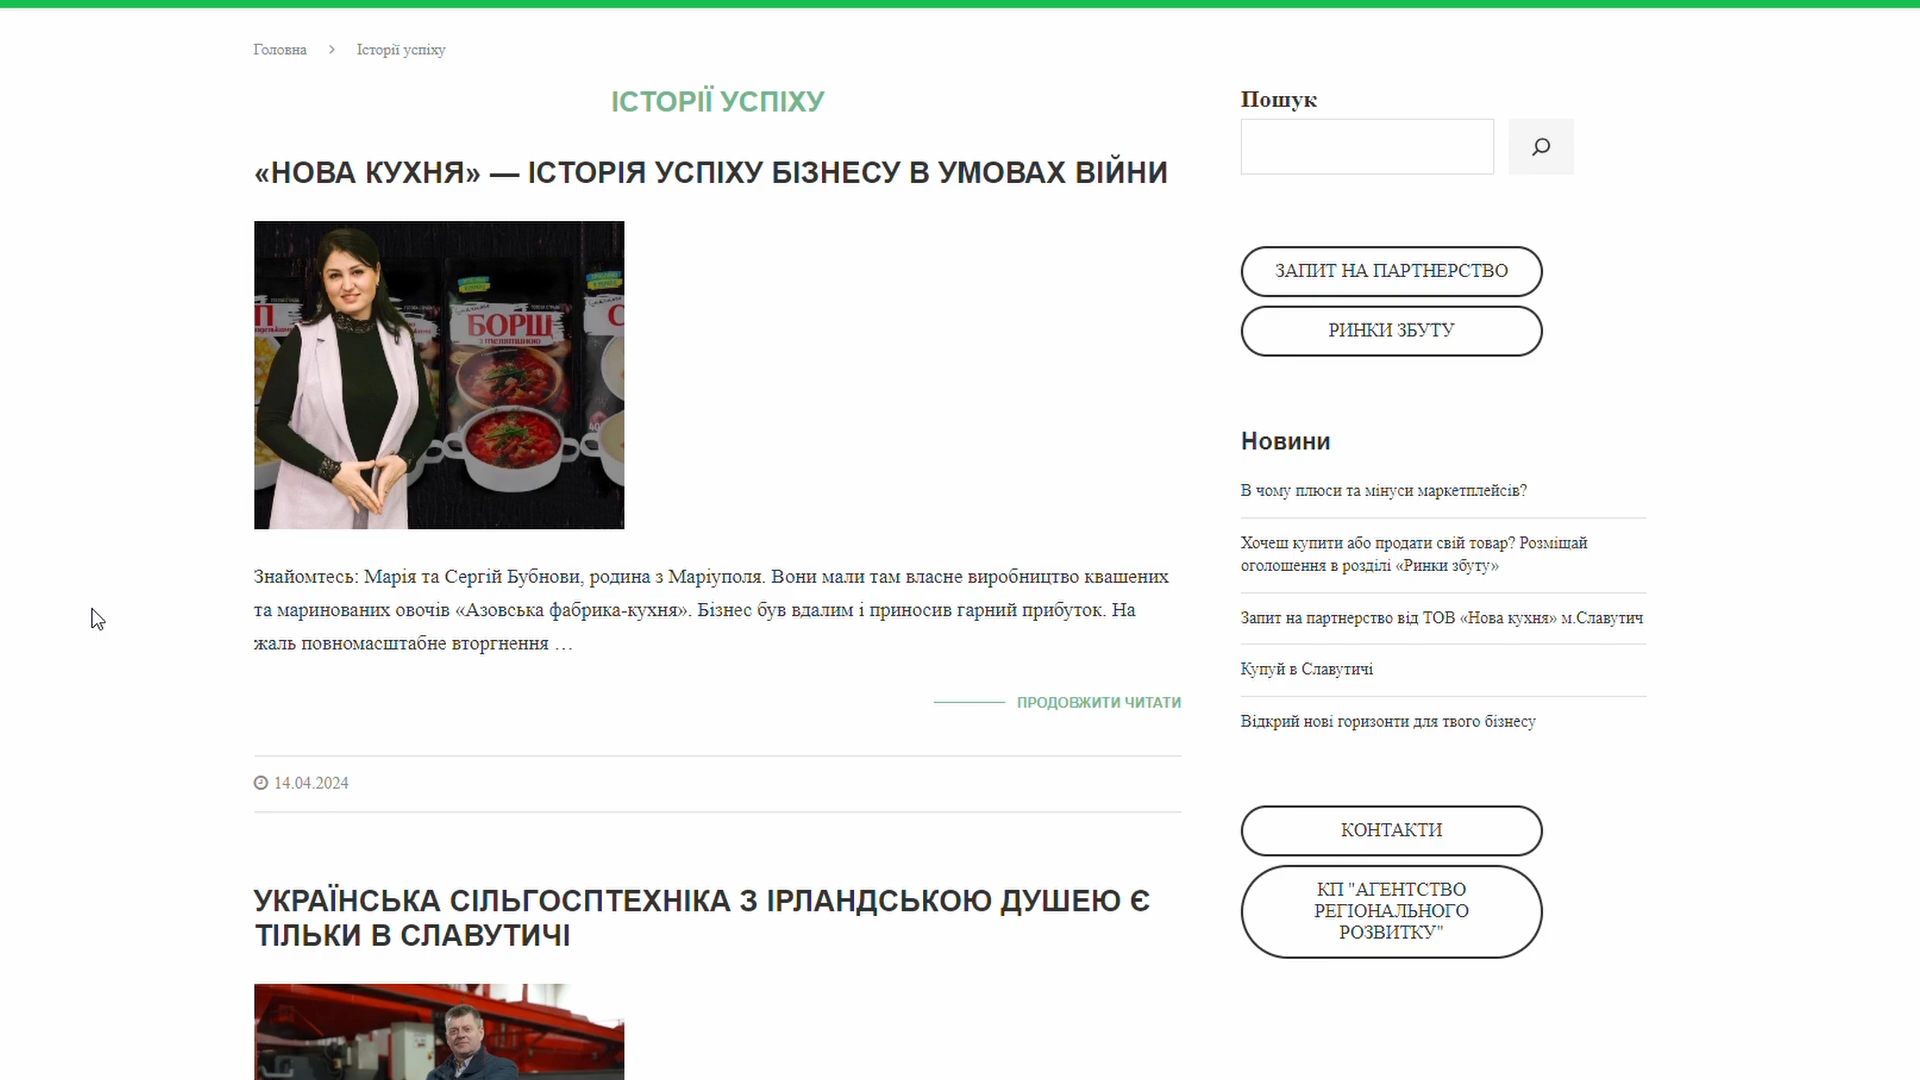 Головна > Історії успіху
ІСТОРІЇ УСПІХУ
«НОВА КУХНЯ» — ІСТОРІЯ УСПІХУ БІЗНЕСУ В УМОВАХ ВІЙНИ
БОРЩ
з телятиною
Знайомтесь: Марія та Сергій Бубнови, родина з Маріуполя. Вони мали там власне виробництво квашених
та маринованих овочів «Азовська фабрика-кухня». Бізнес був вдалим і приносив гарний прибуток. На
жаль повномасштабне вторгнення …
ПРОДОВЖИТИ ЧИТАТИ
14.04.2024
УКРАЇНСЬКА СІЛЬГОСПТЕХНІКА З ІРЛАНДСЬКОЮ ДУШЕЮ Є
ТІЛЬКИ В СЛАВУТИЧІ
Пошук
ЗАПИТ НА ПАРТНЕРСТВО
РИНКИ ЗБУТУ
Новини
В чому плюси та мінуси маркетплейсів?
Хочеш купити або продати свій товар? Розміщай
оголошення в розділі «Ринки збуту»
Запит на партнерство від ТОВ «Нова кухня» м.Славутич
Купуй в Славутичі
Відкрий нові горизонти для твого бізнесу
КОНТАКТИ
КП "АГЕНТСТВО
РЕГІОНАЛЬНОГО
РОЗВИТКУ"